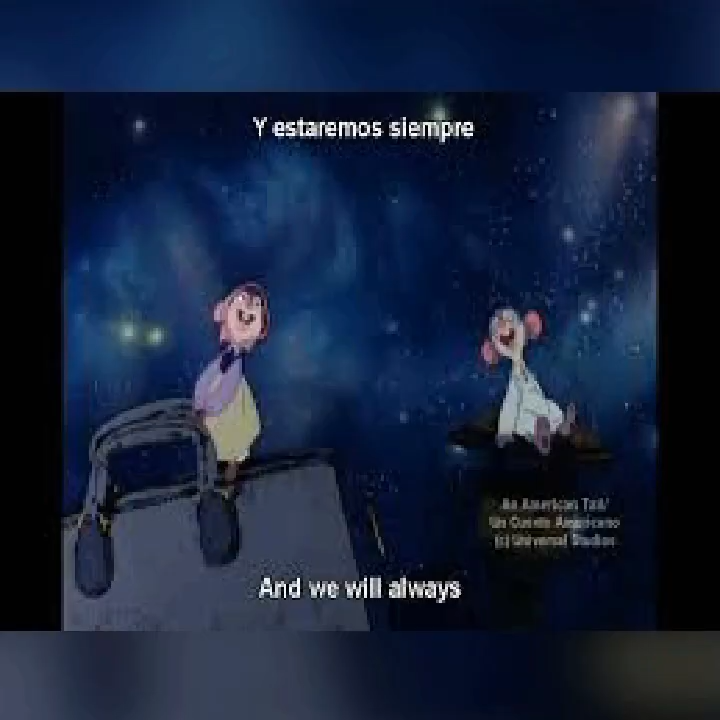 Y estaremos siempre
An American Tail/
Un Cuento Americano
(c) Universal Studios
And we will always